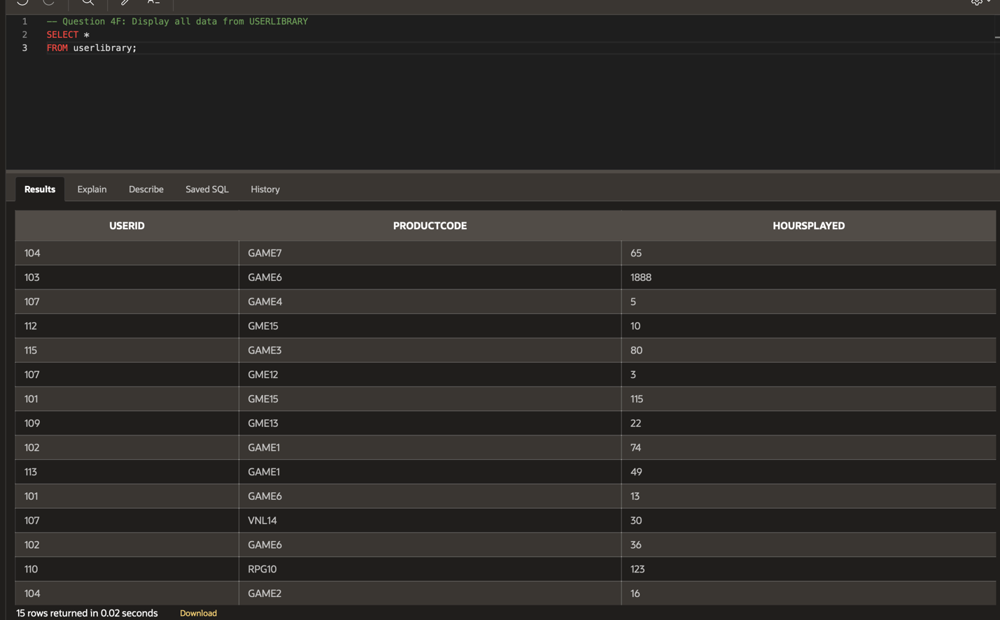 1 -- Question 4F: Display all data from USERLIBRARY
2 SELECT *
3 FROM userlibrary;
Results Explain Describe Saved SQL History
USERID PRODUCTCODE HOURSPLAYED
104 GAME7 65
103 GAME6 1888
107 GAME4 5
112 GME15 10
115 GAME3 80
107 GME12 3
101 GME15 115
109 GME13 22
102 GAME1 74
113 GAME1 49
101 GAME6 13
107 VNL14 30
102 GAME6 36
110 RPG10 123
104 GAME2 16
15 rows returned in 0.02 seconds Download